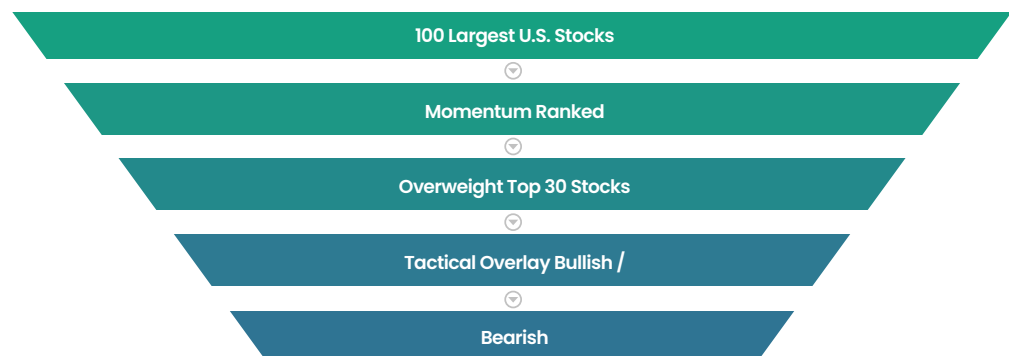 100 Largest U.S. Stocks
Momentum Ranked
Overweight Top 30 Stocks
Tactical Overlay Bullish /
Bearish